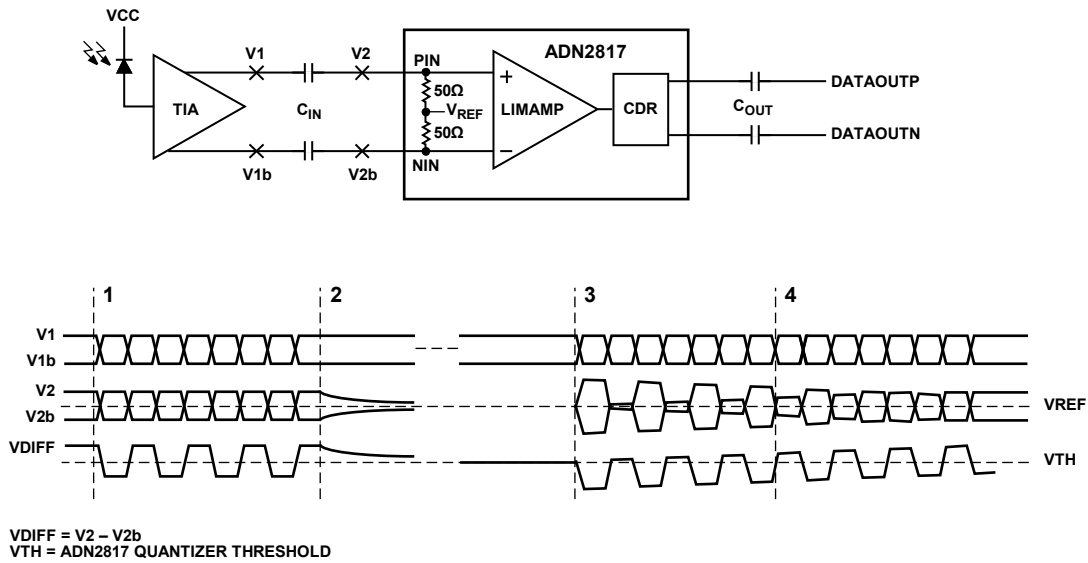 VCC
V1
V2
ADN2817
PIN
TIA
CIN
50Ω
VREF
50Ω
LIMAMP
+
−
CDR
COUT
DATAOUTP
DATAOUTN
V1b
V2b
NIN
1
2
3
4
V1
V1b
V2
V2b
VREF
VDIFF
VTH
VDIFF = V2 – V2b
VTH = ADN2817 QUANTIZER THRESHOLD